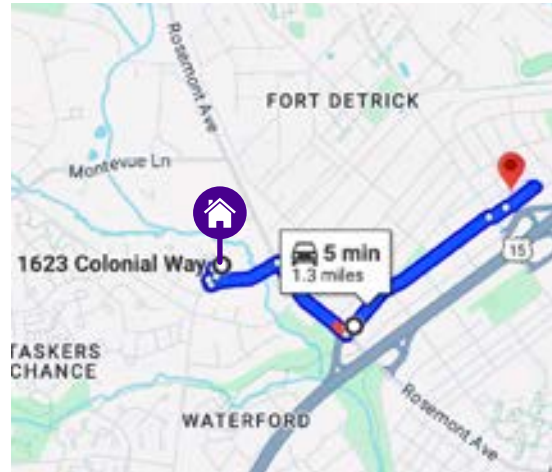 Rosemont Ave
FORT DETRICK
Montevue Ln
15
5 min
1.3 miles
1623 Colonial Way
TASKERS
CHANCE
WATERFORD
Rosemont Ave